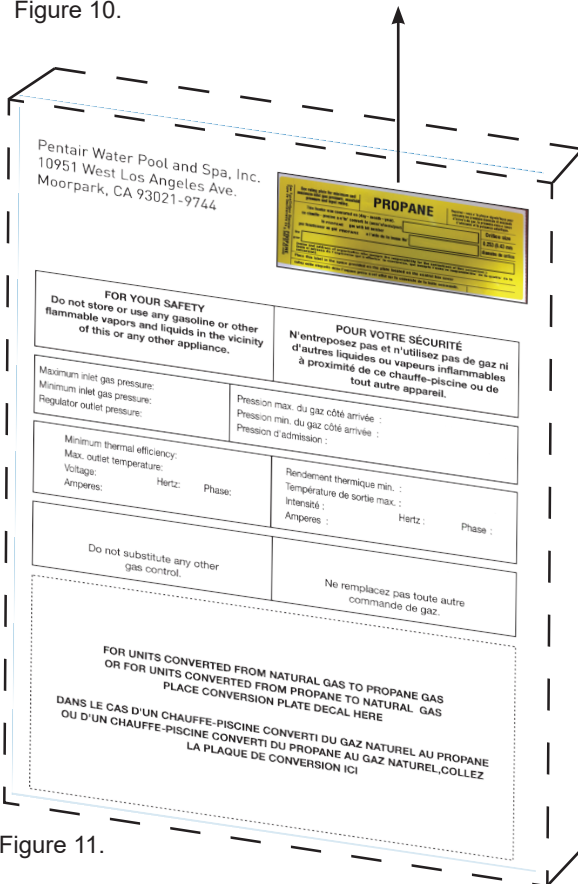 Figure 10.
Pentair Water Pool and Spa, Inc.
10951 West Los Angeles Ave.
Moorpark, CA 93021-9744
PROPANE
Orifice size
FOR YOUR SAFETY
Do not store or use any gasoline or other
flammable vapors and liquids in the vicinity
of this or any other appliance.
POUR VOTRE SÉCURITÉ
N'entreposez pas et n'utilisez pas de gaz ni
d'autres liquides ou vapeurs inflammables
à proximité de ce chauffe-piscine ou de
tout autre appareil.
Maximum inlet gas pressure:
Minimum inlet gas pressure:
Regulator outlet pressure:
Pression max. du gaz côté arrivée :
Pression min. du gaz côté arrivée :
Pression d'admission :
Minimum thermal efficiency:
Max. outlet temperature:
Voltage: Hertz: Phase:
Amperes:
Rendement thermique min. :
Température de sortie max. :
Intensité : Hertz : Phase :
Amperes :
Do not substitute any other
gas control.
Ne remplacez pas toute autre
commande de gaz.
FOR UNITS CONVERTED FROM NATURAL GAS TO PROPANE GAS
OR FOR UNITS CONVERTED FROM PROPANE TO NATURAL GAS
PLACE CONVERSION PLATE DECAL HERE
DANS LE CAS D'UN CHAUFFE-PISCINE CONVERTI DU GAZ NATUREL AU PROPANE
OU D'UN CHAUFFE-PISCINE CONVERTI DU PROPANE AU GAZ NATUREL,COLLEZ
LA PLAQUE DE CONVERSION ICI
Figure 11.